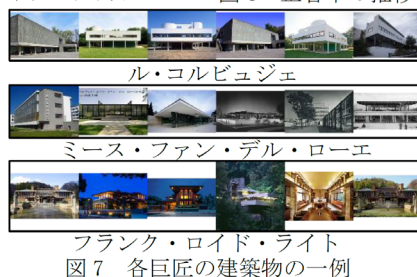 ル・コルビュジェ
ミース・ファン・デル・ローエ
フランク・ロイド・ライト
図7 各巨匠の建築物の一例